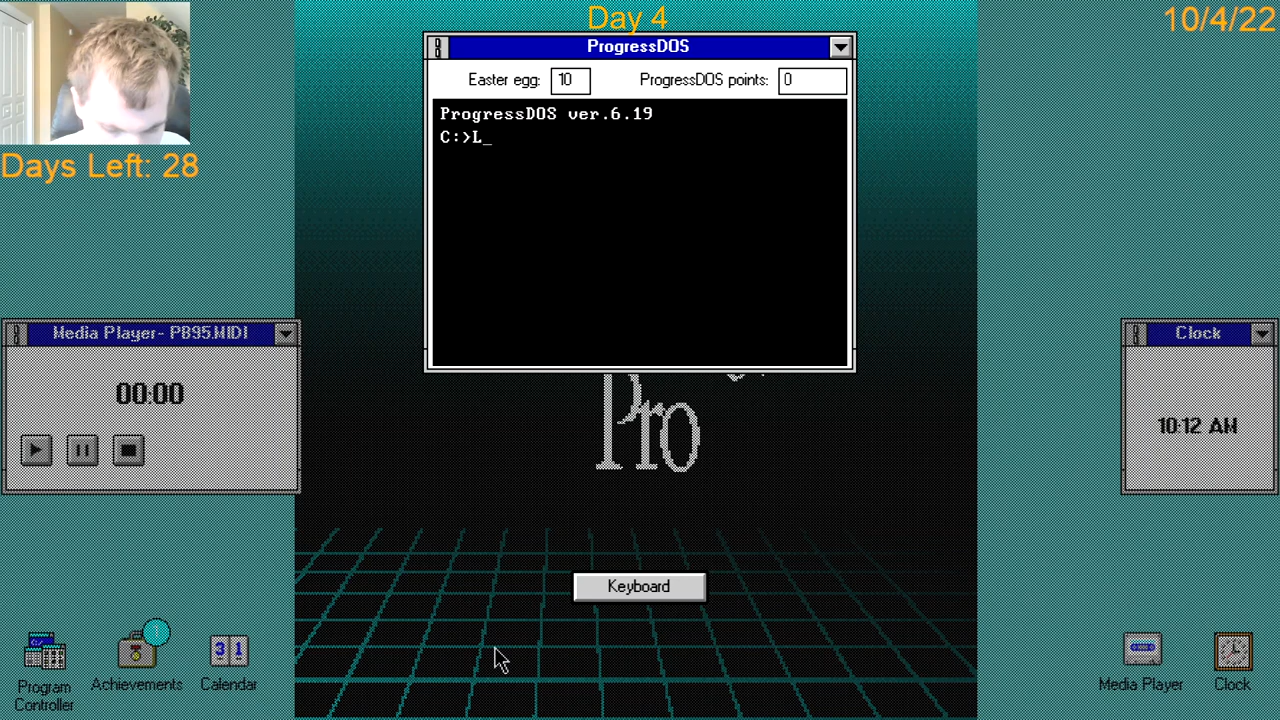 Day 4
10/4/22
Days Left: 28
ProgressDOS
Easter egg: 10 ProgressDOS points: 0
ProgressDOS ver.6.19
C:>L_
Media Player- PB95.MIDI
00:00
Clock
10:12 AM
Pro
Keyboard
Program
Controller
Achievements
1
31
Calendar
Media Player
Clock